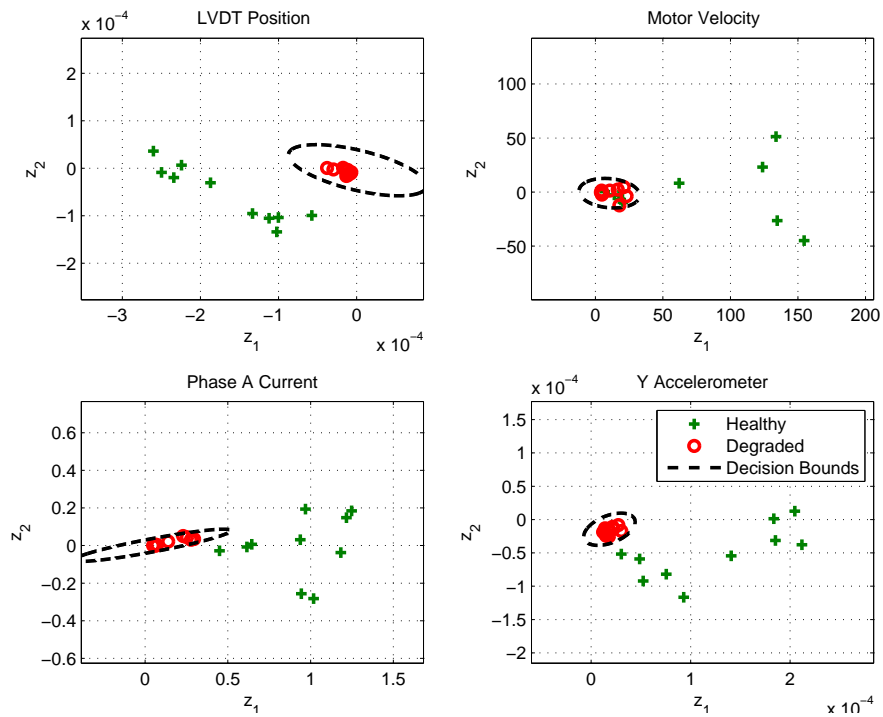 x 10⁻⁴
LVDT Position
2
1
0
−1
−2
z₂
−3
−2
−1
0
z₁
x 10⁻⁴
Motor Velocity
100
50
0
−50
z₂
0
50
100
150
200
z₁
Phase A Current
0.6
0.4
0.2
0
−0.2
−0.4
−0.6
z₂
0
0.5
1
1.5
z₁
x 10⁻⁴
Y Accelerometer
1.5
1
0.5
0
−0.5
−1
−1.5
−2
z₂
0
1
2
z₁
x 10⁻⁴
Healthy
Degraded
Decision Bounds